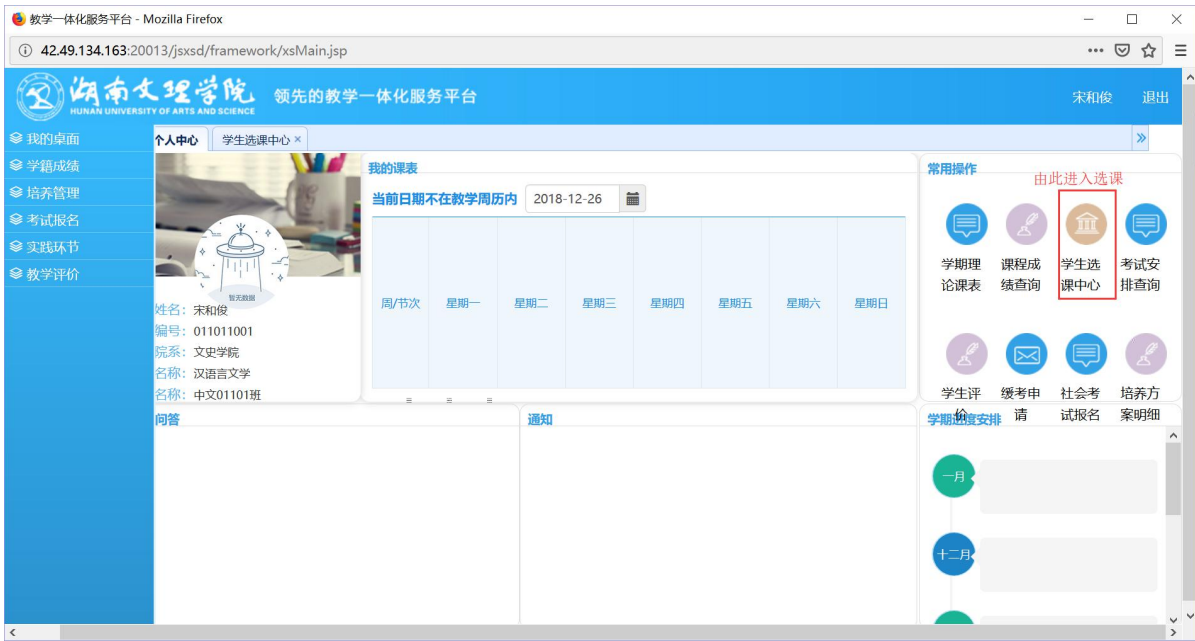 教学一体化服务平台 - Mozilla Firefox
42.49.134.163:20013/jsxsd/framework/xsMain.jsp
湖南文理学院
HUNAN UNIVERSITY OF ARTS AND SCIENCE
领先的教学一体化服务平台
宋和俊 退出
我的桌面
学籍成绩
培养管理
考试报名
实践环节
教学评价
个人中心 学生选课中心 ×
暂无数据
姓名: 宋和俊
编号: 011011001
院系: 文史学院
名称: 汉语言文学
名称: 中文01101班
我的课表
当前日期不在教学周历内 2018-12-26
周/节次 星期一 星期二 星期三 星期四 星期五 星期六 星期日
常用操作
由此进入选课
学期理论课表
课程成绩查询
学生选课中心
考试安排查询
学生评价
缓考申请
社会考试报名
培养方案明细
问答
通知
学期进度安排
一月
十二月